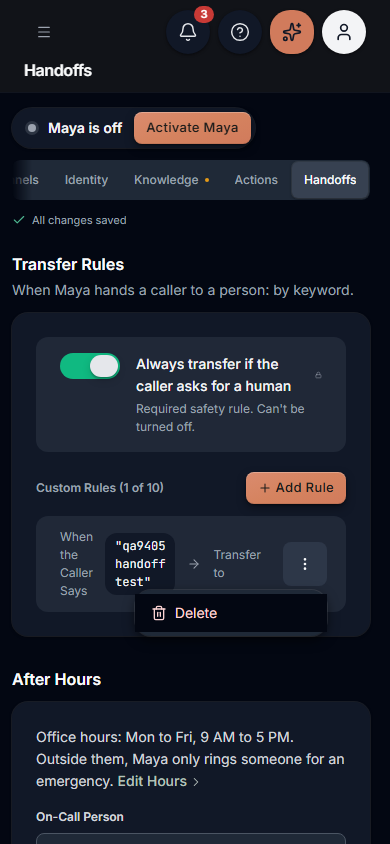 3
Handoffs
Maya is off
Activate Maya
nels
Identity
Knowledge
Actions
Handoffs
All changes saved
Transfer Rules
When Maya hands a caller to a person: by keyword.
Always transfer if the
caller asks for a human
Required safety rule. Can't be
turned off.
Custom Rules (1 of 10)
+ Add Rule
When
the
Caller
Says
"qa9405
handoff
test"
→
Transfer
to
Delete
After Hours
Office hours: Mon to Fri, 9 AM to 5 PM.
Outside them, Maya only rings someone for an
emergency. Edit Hours >
On-Call Person